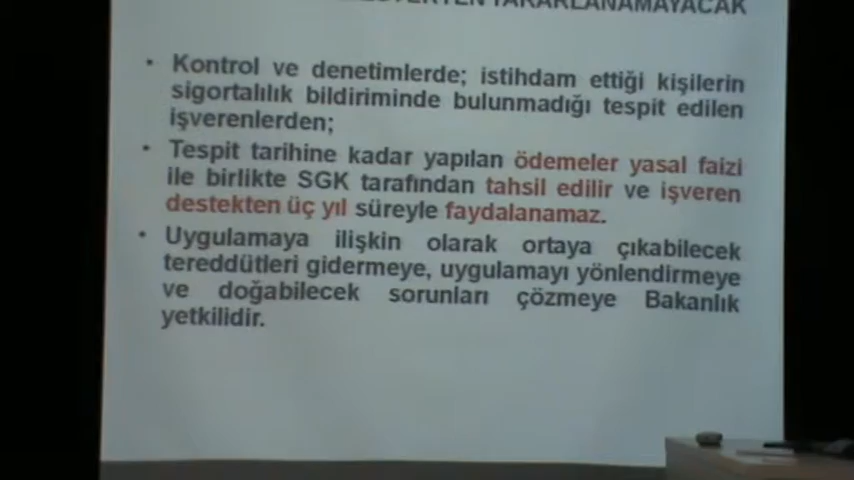 YARARLANAMAYACAK
• Kontrol ve denetimlerde; istihdam ettiği kişilerin
sigortalılık bildiriminde bulunmadığı tespit edilen
işverenlerden;
• Tespit tarihine kadar yapılan ödemeler yasal faizi
ile birlikte SGK tarafından tahsil edilir ve işveren
destekten üç yıl süreyle faydalanamaz.
• Uygulamaya ilişkin olarak ortaya çıkabilecek
tereddütleri gidermeye, uygulamayı yönlendirmeye
ve doğabilecek sorunları çözmeye Bakanlık
yetkilidir.